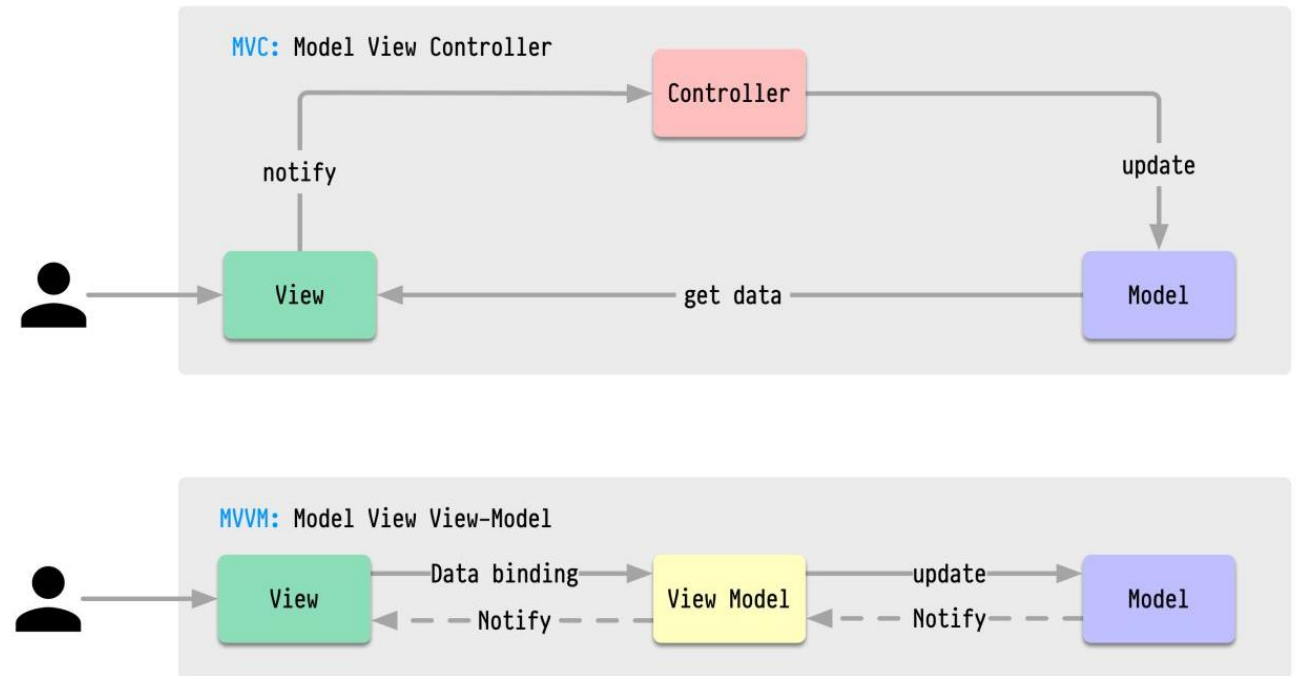 MVC: Model View Controller
Controller
notify
update
View
get data
Model
MVVM: Model View View-Model
View
Data binding
View Model
update
Model
Notify
Notify